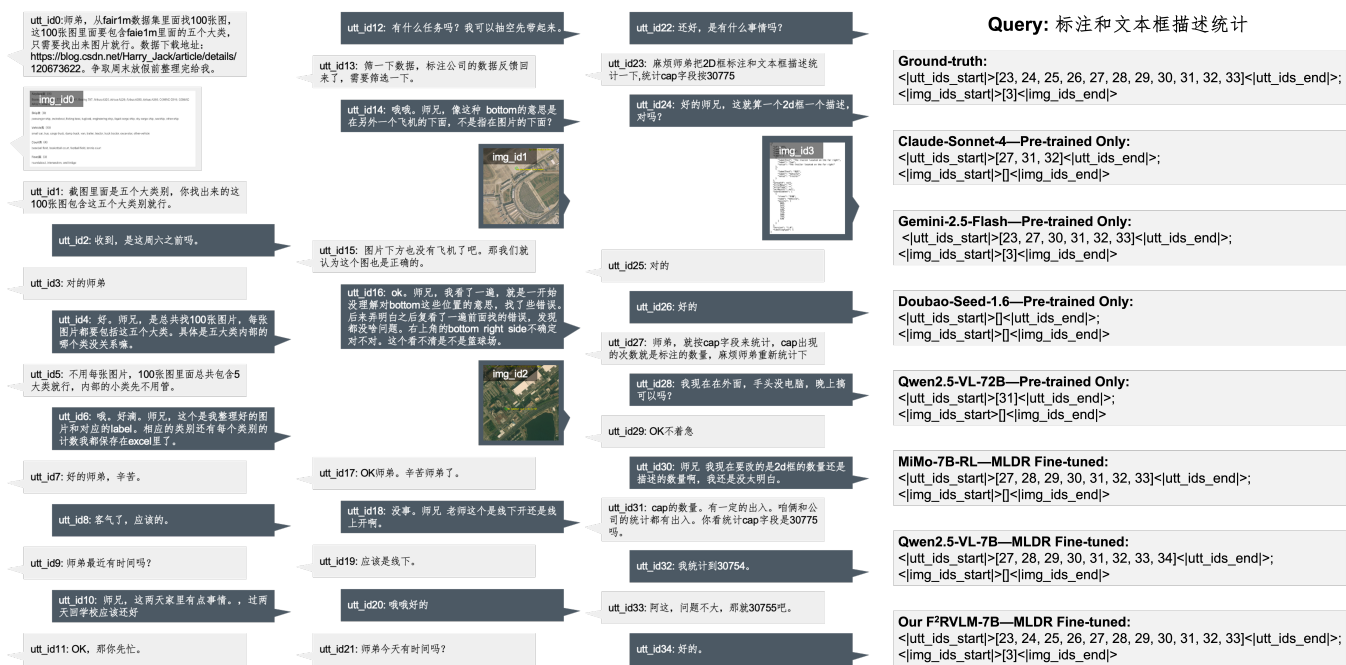 utt_id0:师弟，从fair1m数据集里面找100张图，
这100张图里面要包含faie1m里面的五个大类，
只需要找出来图片就行。数据下载地址：
https://blog.csdn.net/Harry_Jack/article/details/
120673622。争取周末放假前整理完给我。
img_id0
utt_id1: 截图里面是五个大类别，你找出来的这
100张图包含这五个大类别就行。
utt_id2: 收到，是这周六之前吗。
utt_id3: 对的师弟
utt_id4: 好。师兄，是总共找100张图片，每张
图片都要包括这五个大类。具体是五大类内部的
哪个类没关系嘛。
utt_id5: 不用每张图片，100张图里面总共包含5
大类就行，内部的小类先不用管。
utt_id6: 哦。好滴。师兄，这个是我整理好的图
片和对应的label。相应的类别还有每个类别的
计数我都保存在excel里了。
utt_id7: 好的师弟，辛苦。
utt_id8: 客气了，应该的。
utt_id9: 师弟最近有时间吗？
utt_id10: 师兄，这两天家里有点事情。，过两
天回学校应该还好
utt_id11: OK，那你先忙。
utt_id12: 有什么任务吗？我可以抽空先带起来。
utt_id13: 筛一下数据，标注公司的数据反馈回
来了，需要筛选一下。
utt_id14: 哦哦。师兄，像这种 bottom的意思是
在另外一个飞机的下面，不是指在图片的下面？
img_id1
utt_id15: 图片下方也没有飞机了吧。那我们就
认为这个图也是正确的。
utt_id16: ok。师兄，我看了一遍，就是一开始
没理解对bottom这些位置的意思，找了些错误。
后来弄明白之后复看了一遍前面找的错误，发现
都没啥问题。右上角的bottom right side不确定
对不对。这个看不清是不是篮球场。
img_id2
utt_id17: OK师弟。辛苦师弟了。
utt_id18: 没事。师兄 老师这个是线下开还是线
上开啊。
utt_id19: 应该是线下。
utt_id20: 哦哦好的
utt_id21: 师弟今天有时间吗？
utt_id22: 还好，是有什么事情吗？
utt_id23: 麻烦师弟把2D框标注和文本框描述统
计一下,统计cap字段按30775
utt_id24: 好的师兄，这就算一个2d框一个描述，
对吗？
img_id3
utt_id25: 对的
utt_id26: 好的
utt_id27: 师弟，就按cap字段来统计，cap出现
的次数就是标注的数量，麻烦师弟重新统计下
utt_id28: 我现在在外面，手头没电脑，晚上搞
可以吗？
utt_id29: OK不着急
utt_id30: 师兄 我现在要改的是2d框的数量还是
描述的数量啊，我还是没太明白。
utt_id31: cap的数量。有一定的出入。咱俩和公
司的统计都有出入。你看统计cap字段是30775
吗。
utt_id32: 我统计到30754。
utt_id33: 阿这，问题不大，那就30755吧。
utt_id34: 好的。
Query: 标注和文本框描述统计
Ground-truth:
<|utt_ids_start|>[23, 24, 25, 26, 27, 28, 29, 30, 31, 32, 33]<|utt_ids_end|>;
<|img_ids_start|>[3]<|img_ids_end|>
Claude-Sonnet-4—Pre-trained Only:
<|utt_ids_start|>[27, 31, 32]<|utt_ids_end|>;
<|img_ids_start|>[]<|img_ids_end|>
Gemini-2.5-Flash—Pre-trained Only:
<|utt_ids_start|>[23, 27, 30, 31, 32, 33]<|utt_ids_end|>;
<|img_ids_start|>[3]<|img_ids_end|>
Doubao-Seed-1.6—Pre-trained Only:
<|utt_ids_start|>[]<|utt_ids_end|>;
<|img_ids_start|>[]<|img_ids_end|>
Qwen2.5-VL-72B—Pre-trained Only:
<|utt_ids_start|>[31]<|utt_ids_end|>;
<|img_ids_start>[]<|img_ids_end|>
MiMo-7B-RL—MLDR Fine-tuned:
<|utt_ids_start|>[27, 28, 29, 30, 31, 32, 33]<|utt_ids_end|>;
<|img_ids_start|>[]<|img_ids_end|>
Qwen2.5-VL-7B—MLDR Fine-tuned:
<|utt_ids_start|>[27, 28, 29, 30, 31, 32, 33, 34]<|utt_ids_end|>;
<|img_ids_start|>[]<|img_ids_end|>
Our F²RVLM-7B—MLDR Fine-tuned:
<|utt_ids_start|>[23, 24, 25, 26, 27, 28, 29, 30, 31, 32, 33]<|utt_ids_end|>;
<|img_ids_start|>[3]<|img_ids_end|>